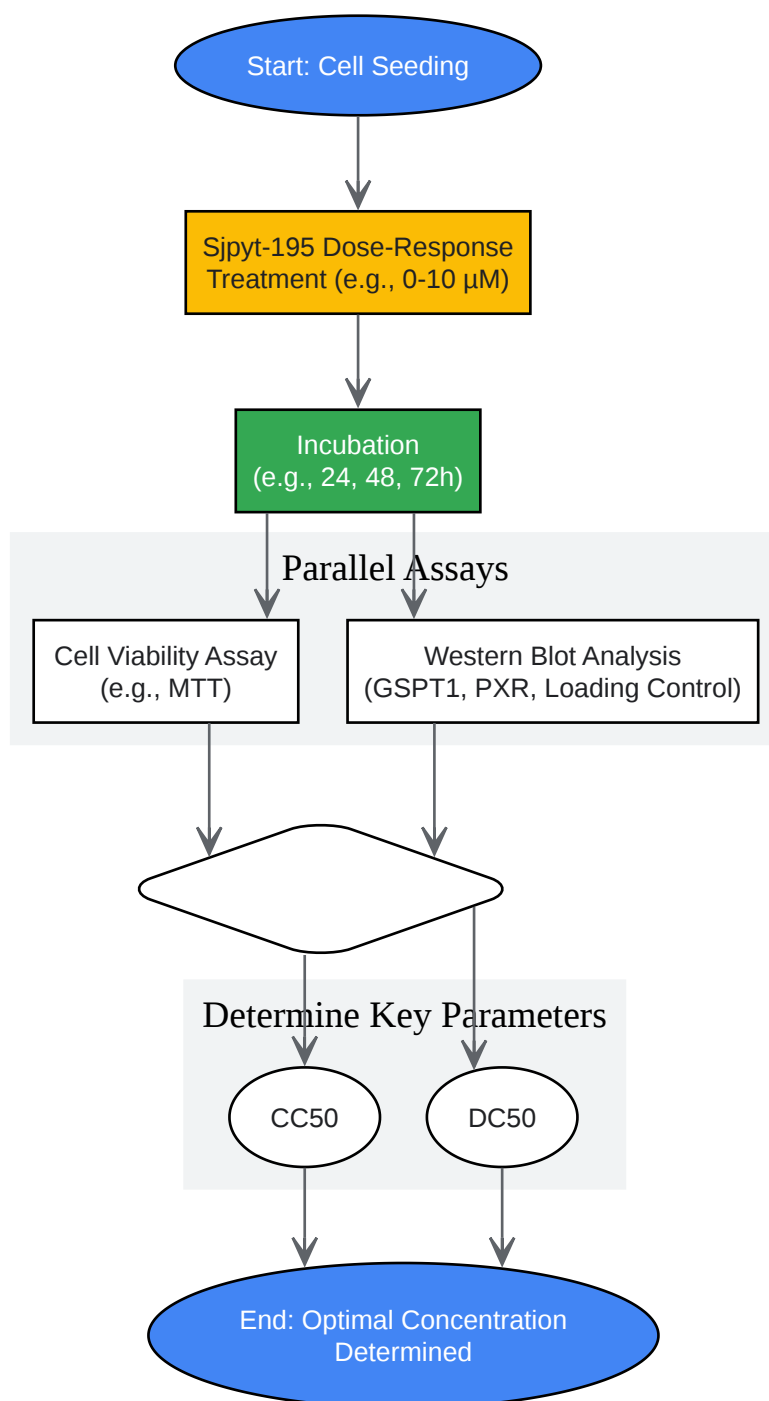 Start: Cell Seeding
Sjpyt-195 Dose-Response
Treatment (e.g., 0-10 µM)
Incubation
(e.g., 24, 48, 72h)
Parallel Assays
Cell Viability Assay
(e.g., MTT)
Western Blot Analysis
(GSPT1, PXR, Loading Control)
Determine Key Parameters
CC50
DC50
End: Optimal Concentration
Determined